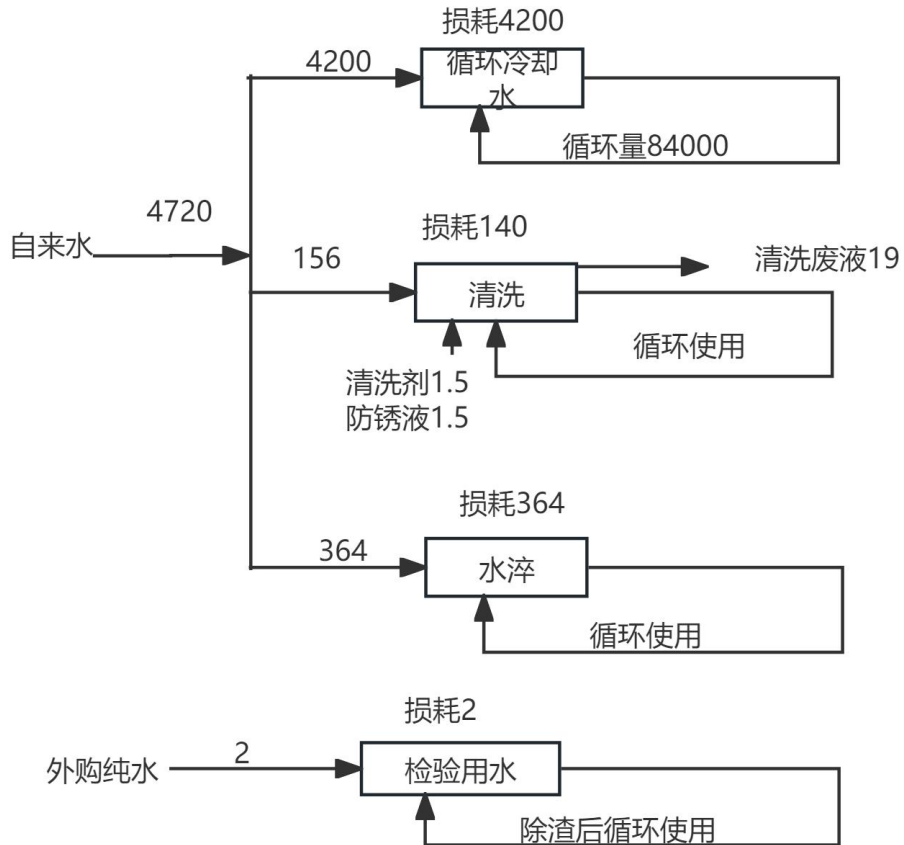 损耗4200
4200
循环冷却
水
循环量84000
4720
自来水
损耗140
156
清洗废液19
清洗
循环使用
清洗剂1.5
防锈液1.5
损耗364
364
水淬
循环使用
损耗2
2
外购纯水
检验用水
除渣后循环使用